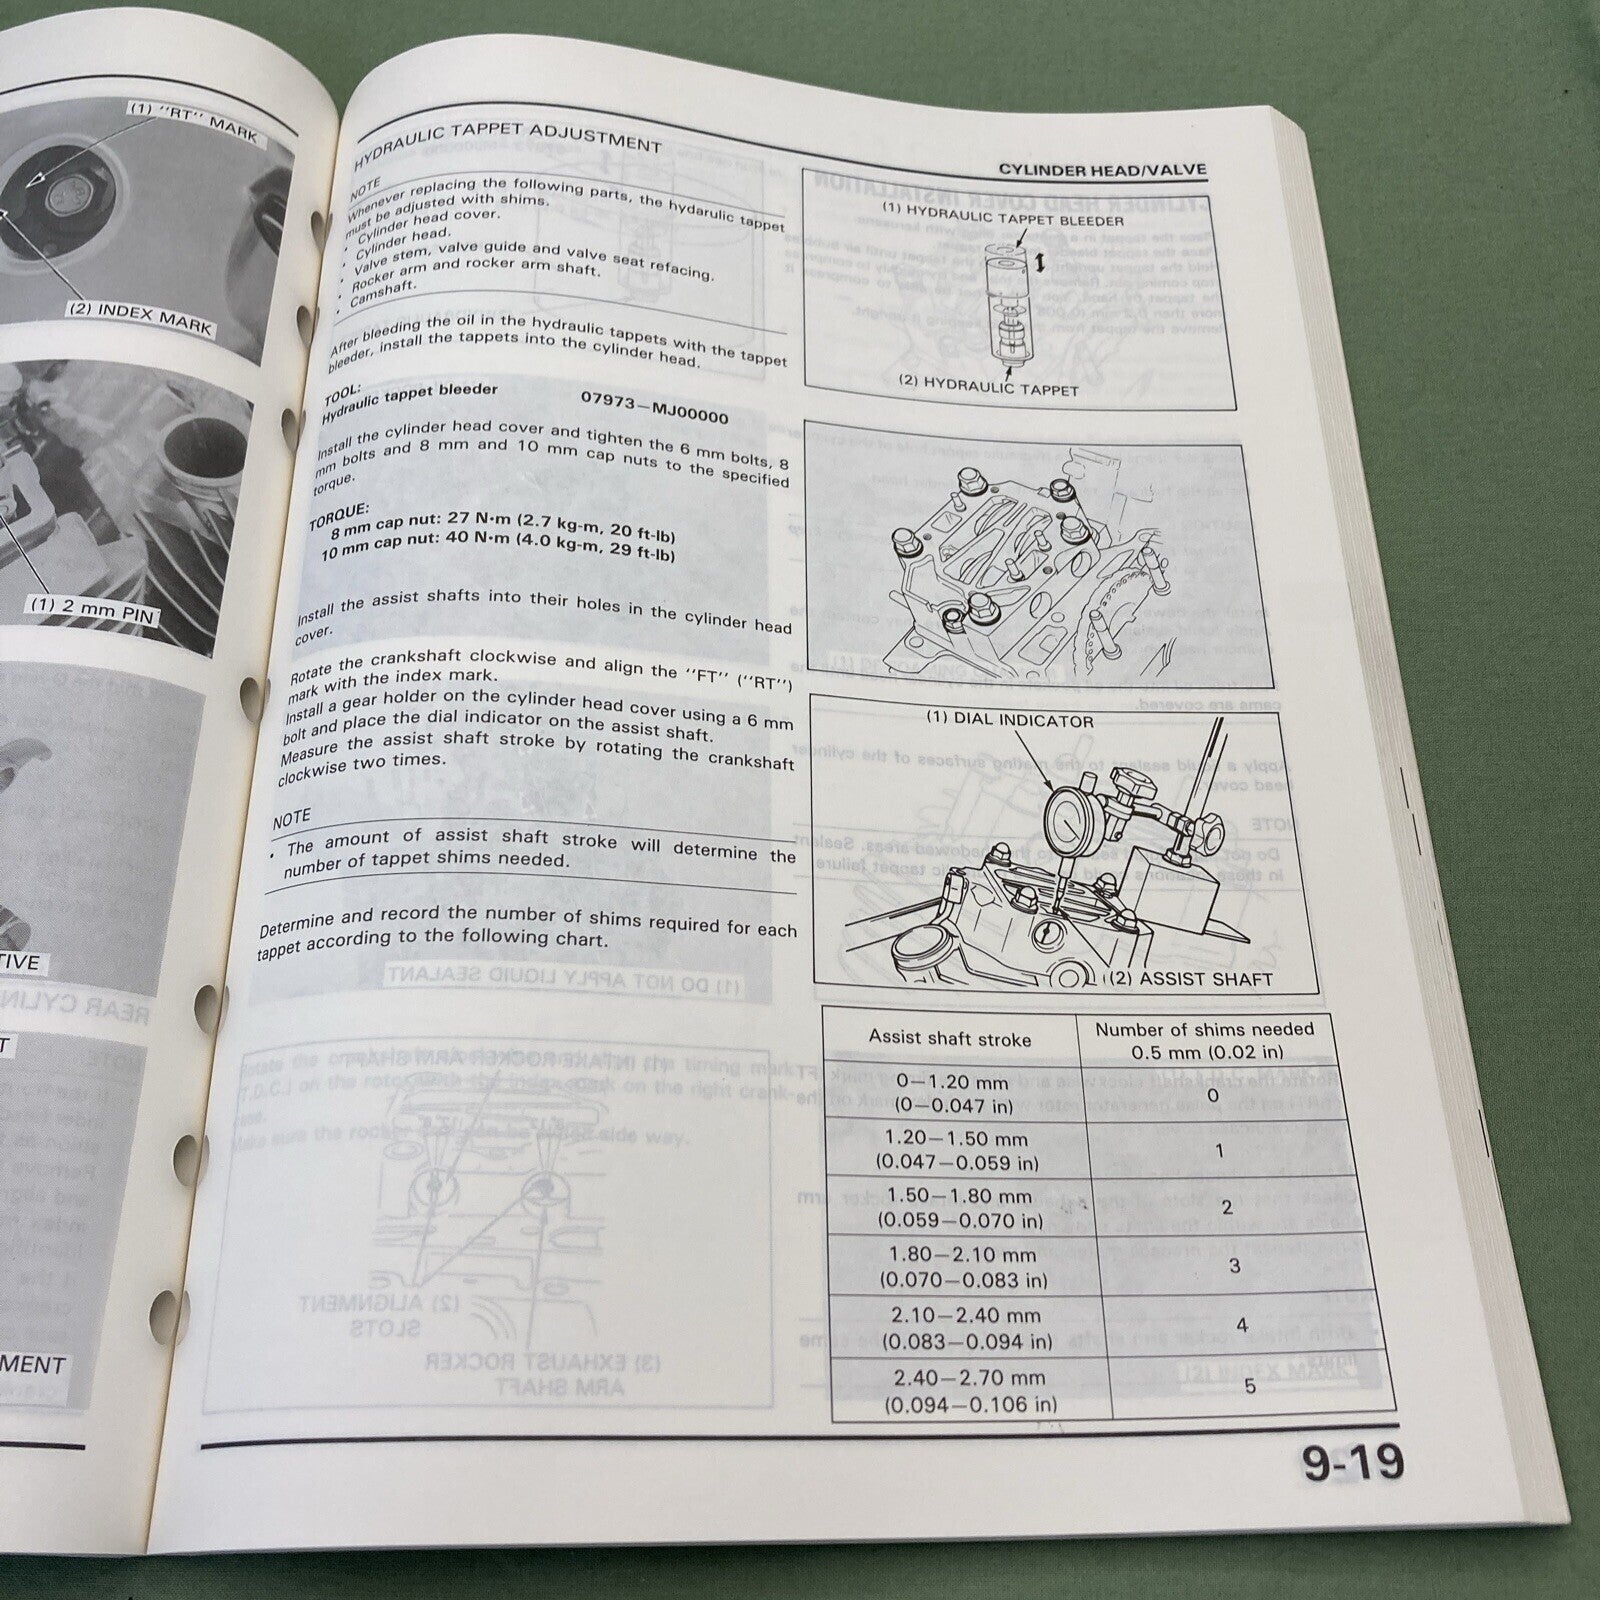 (1) "RT" MARK
(2) INDEX MARK
(1) 2 mm PIN
TIVE
T
MENT
CYLINDER HEAD/VALVE
HYDRAULIC TAPPET ADJUSTMENT
NOTE
Whenever replacing the following parts, the hydarulic tappet
must be adjusted with shims.
· Cylinder head cover.
· Cylinder head.
· Valve stem, valve guide and valve seat refacing.
· Rocker arm and rocker arm shaft.
· Camshaft.
After bleeding the oil in the hydraulic tappets with the tappet
bleeder, install the tappets into the cylinder head.
TOOL:
Hydraulic tappet bleeder 07973—MJ00000
Install the cylinder head cover and tighten the 6 mm bolts, 8
mm bolts and 8 mm and 10 mm cap nuts to the specified
torque.
TORQUE:
8 mm cap nut: 27 N·m (2.7 kg-m, 20 ft-lb)
10 mm cap nut: 40 N·m (4.0 kg-m, 29 ft-lb)
Install the assist shafts into their holes in the cylinder head
cover.
Rotate the crankshaft clockwise and align the "FT" ("RT")
mark with the index mark.
Install a gear holder on the cylinder head cover using a 6 mm
bolt and place the dial indicator on the assist shaft.
Measure the assist shaft stroke by rotating the crankshaft
clockwise two times.
NOTE
· The amount of assist shaft stroke will determine the
number of tappet shims needed.
Determine and record the number of shims required for each
tappet according to the following chart.
(1) HYDRAULIC TAPPET BLEEDER
(2) HYDRAULIC TAPPET
(1) DIAL INDICATOR
(2) ASSIST SHAFT
Assist shaft stroke
Number of shims needed
0.5 mm (0.02 in)
0—1.20 mm
(0—0.047 in)
0
1.20—1.50 mm
(0.047—0.059 in)
1
1.50—1.80 mm
(0.059—0.070 in)
2
1.80—2.10 mm
(0.070—0.083 in)
3
2.10—2.40 mm
(0.083—0.094 in)
4
2.40—2.70 mm
(0.094—0.106 in)
5
9-19